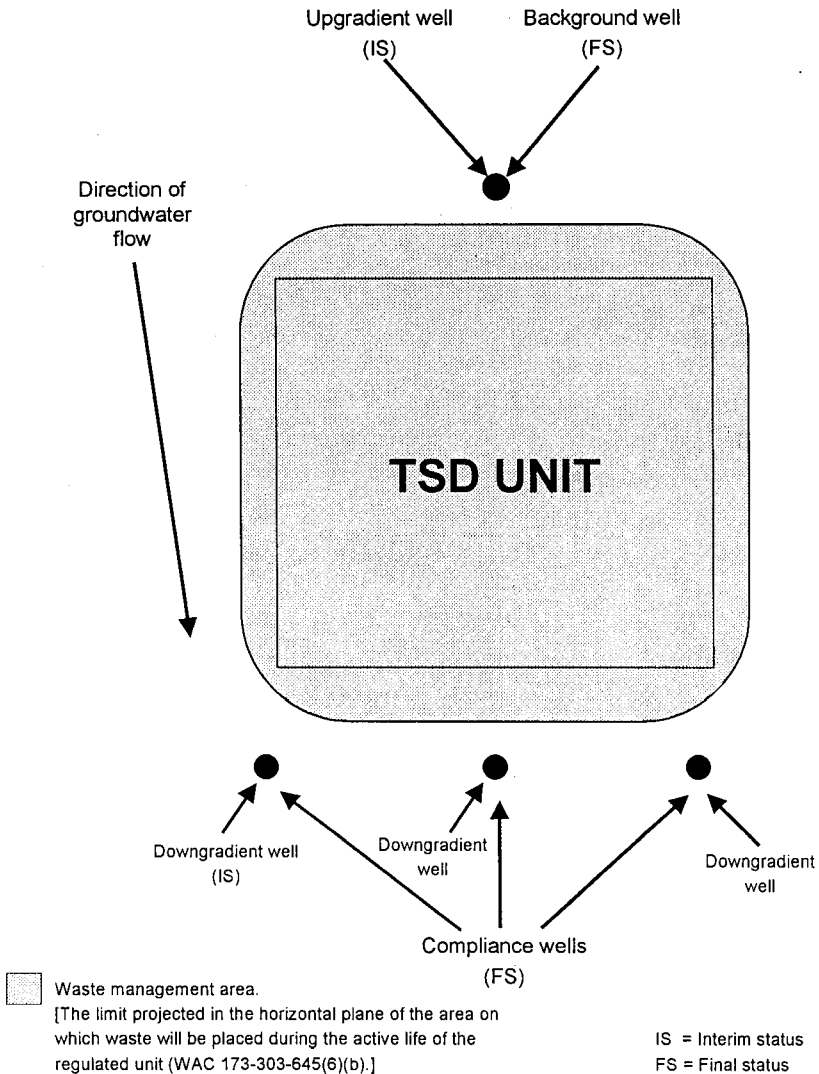 Upgradient well
(IS)
Background well
(FS)
Direction of
groundwater
flow
TSD UNIT
Downgradient well
(IS)
Downgradient
well
Downgradient
well
Compliance wells
(FS)
Waste management area.
[The limit projected in the horizontal plane of the area on
which waste will be placed during the active life of the
regulated unit (WAC 173-303-645(6)(b).]
IS = Interim status
FS = Final status